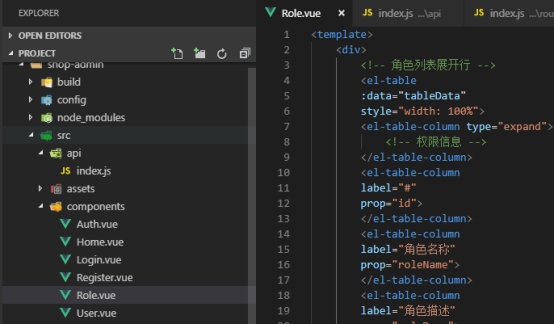 EXPLORER
OPEN EDITORS
PROJECT
shop-admin
build
config
node_modules
src
api
index.js
assets
components
Auth.vue
Home.vue
Login.vue
Register.vue
Role.vue
User.vue
Role.vue × index.js ...\api index.js ...\rou
1 <template>
2 <div>
3 <!-- 角色列表展开行 -->
4 <el-table
5 :data="tableData"
6 style="width: 100%">
7 <el-table-column type="expand">
8 <!-- 权限信息 -->
9 </el-table-column>
10 <el-table-column
11 label="#"
12 prop="id">
13 </el-table-column>
14 <el-table-column
15 label="角色名称"
16 prop="roleName">
17 </el-table-column>
18 <el-table-column
19 label="角色描述"